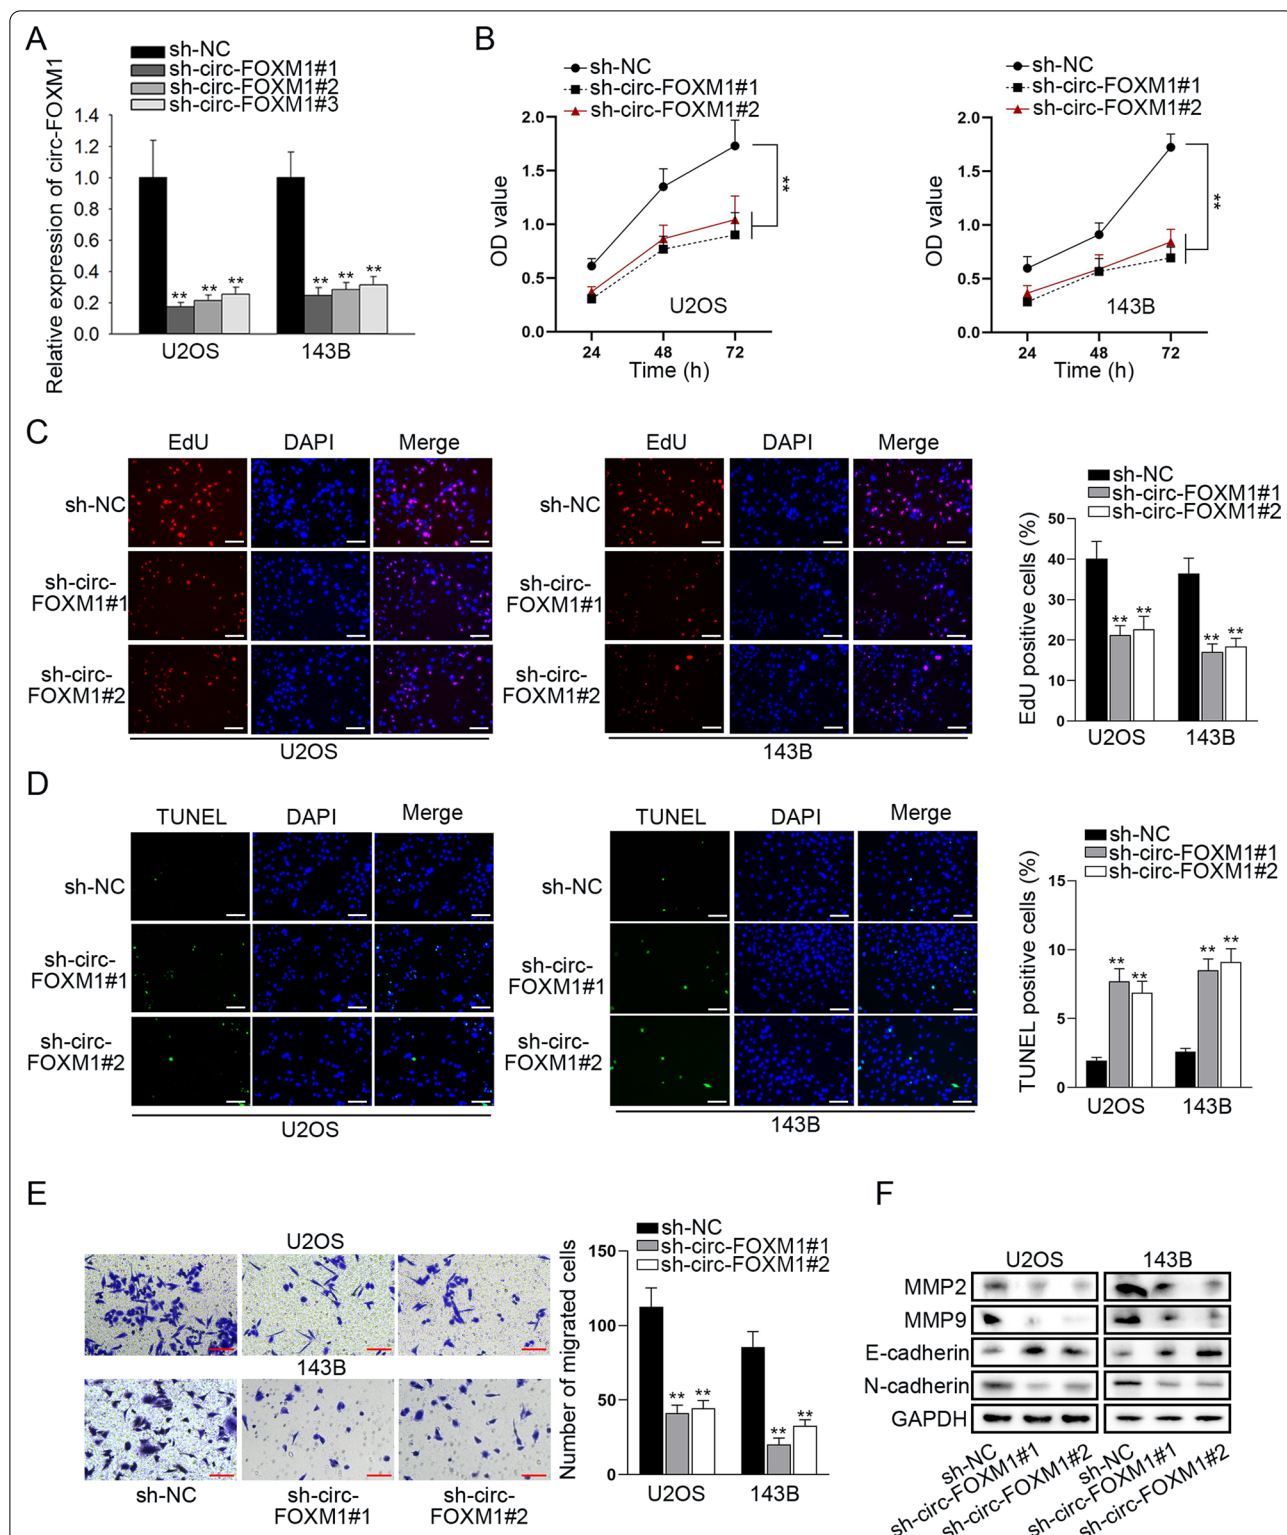 A
sh-NC
sh-circ-FOXM1#1
sh-circ-FOXM1#2
sh-circ-FOXM1#3
Relative expression of circ-FOXM1
1.4
1.2
1.0
0.8
0.6
0.4
0.2
0.0
** ** **
** ** **
U2OS 143B
B
sh-NC
sh-circ-FOXM1#1
sh-circ-FOXM1#2
OD value
2.0
1.5
1.0
0.5
0.0
**
U2OS
24 48 72
Time (h)
sh-NC
sh-circ-FOXM1#1
sh-circ-FOXM1#2
OD value
2.0
1.5
1.0
0.5
0.0
**
143B
24 48 72
Time (h)
C
EdU DAPI Merge
sh-NC
sh-circ-
FOXM1#1
sh-circ-
FOXM1#2
U2OS
EdU DAPI Merge
sh-NC
sh-circ-
FOXM1#1
sh-circ-
FOXM1#2
143B
sh-NC
sh-circ-FOXM1#1
sh-circ-FOXM1#2
EdU positive cells (%)
50
40
30
20
10
0
** **
** **
U2OS 143B
D
TUNEL DAPI Merge
sh-NC
sh-circ-
FOXM1#1
sh-circ-
FOXM1#2
U2OS
TUNEL DAPI Merge
sh-NC
sh-circ-
FOXM1#1
sh-circ-
FOXM1#2
143B
sh-NC
sh-circ-FOXM1#1
sh-circ-FOXM1#2
TUNEL positive cells (%)
15
10
5
0
** **
** **
U2OS 143B
E
U2OS
143B
sh-NC
sh-circ-
FOXM1#1
sh-circ-
FOXM1#2
sh-NC
sh-circ-FOXM1#1
sh-circ-FOXM1#2
Number of migrated cells
150
100
50
0
** **
** **
U2OS 143B
F
U2OS 143B
MMP2
MMP9
E-cadherin
N-cadherin
GAPDH
sh-NC
sh-circ-FOXM1#1
sh-circ-FOXM1#2
sh-NC
sh-circ-FOXM1#1
sh-circ-FOXM1#2